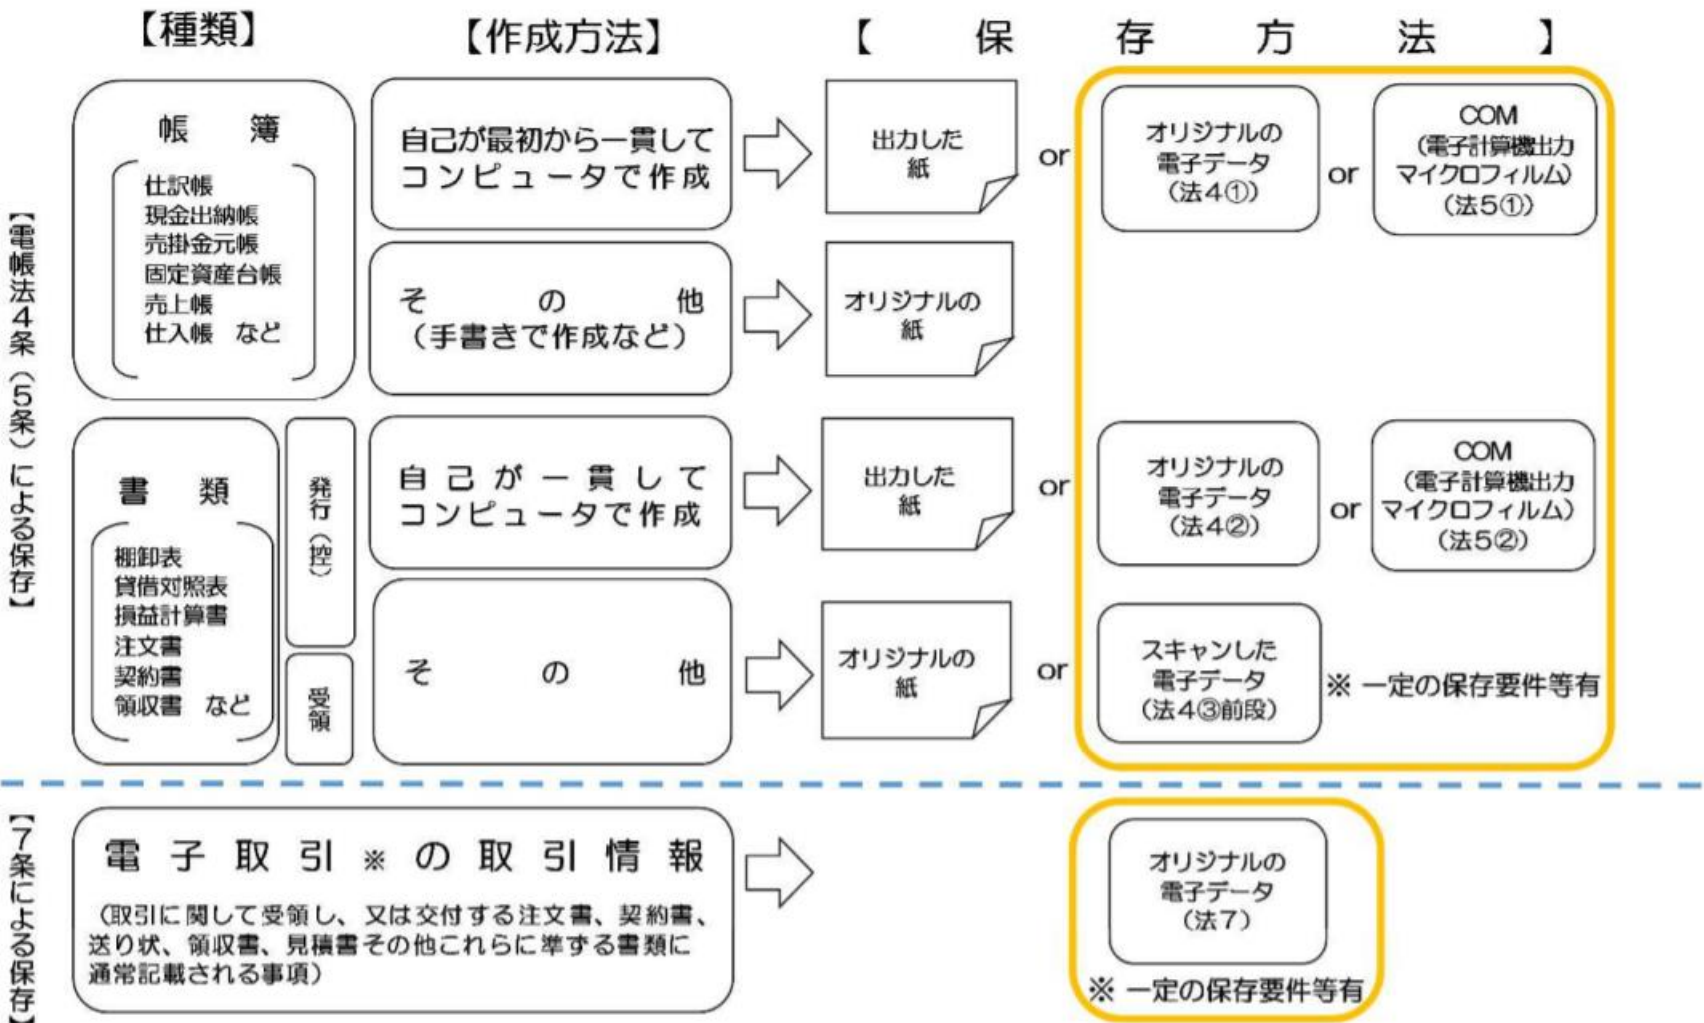 【種類】
【作成方法】
【保存方法】
【電帳法4条（5条）による保存】
帳簿
仕訳帳
現金出納帳
売掛金元帳
固定資産台帳
売上帳
仕入帳 など
自己が最初から一貫して
コンピュータで作成
出力した
紙
or
オリジナルの
電子データ
（法4①）
or
COM
（電子計算機出力
マイクロフィルム）
（法5①）
その他
（手書きで作成など）
オリジナルの
紙
書類
棚卸表
貸借対照表
損益計算書
注文書
契約書
領収書 など
発行（控）
受領
自己が一貫して
コンピュータで作成
出力した
紙
or
オリジナルの
電子データ
（法4②）
or
COM
（電子計算機出力
マイクロフィルム）
（法5②）
その他
オリジナルの
紙
or
スキャンした
電子データ
（法4③前段）
※ 一定の保存要件等有
【7条による保存】
電子取引※の取引情報
（取引に関して受領し、又は交付する注文書、契約書、
送り状、領収書、見積書その他これらに準ずる書類に
通常記載される事項）
オリジナルの
電子データ
（法7）
※ 一定の保存要件等有